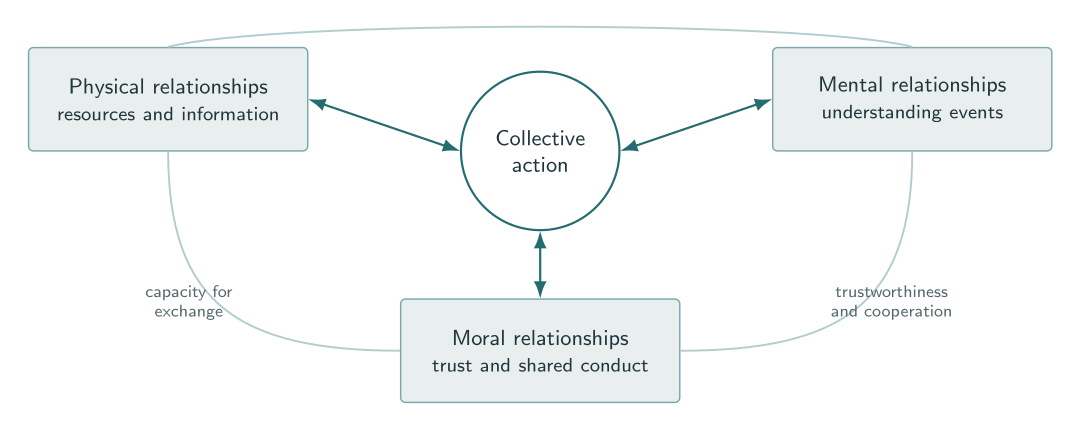 Physical relationships
resources and information
Mental relationships
understanding events
Collective
action
capacity for
exchange
trustworthiness
and cooperation
Moral relationships
trust and shared conduct